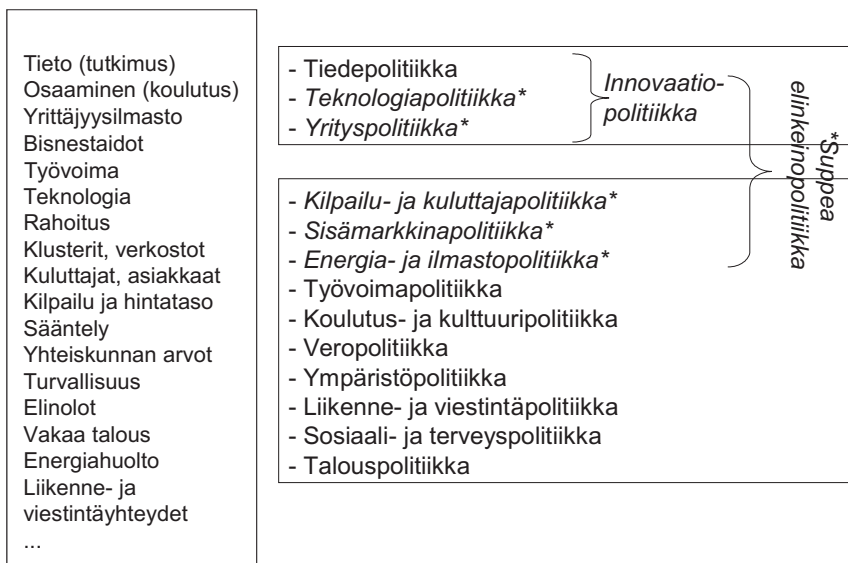 Tieto (tutkimus)
Osaaminen (koulutus)
Yrittäjyysilmasto
Bisnestaidot
Työvoima
Teknologia
Rahoitus
Klusterit, verkostot
Kuluttajat, asiakkaat
Kilpailu ja hintataso
Sääntely
Yhteiskunnan arvot
Turvallisuus
Elinolot
Vakaa talous
Energiahuolto
Liikenne- ja
viestintäyhteydet
...
- Tiedepolitiikka
- Teknologiapolitiikka*
- Yrityspolitiikka*
Innovaatio-
politiikka
- Kilpailu- ja kuluttajapolitiikka*
- Sisämarkkinapolitiikka*
- Energia- ja ilmastopolitiikka*
- Työvoimapolitiikka
- Koulutus- ja kulttuuripolitiikka
- Veropolitiikka
- Ympäristöpolitiikka
- Liikenne- ja viestintäpolitiikka
- Sosiaali- ja terveyspolitiikka
- Talouspolitiikka
*Suppea
elinkeinopolitiikka